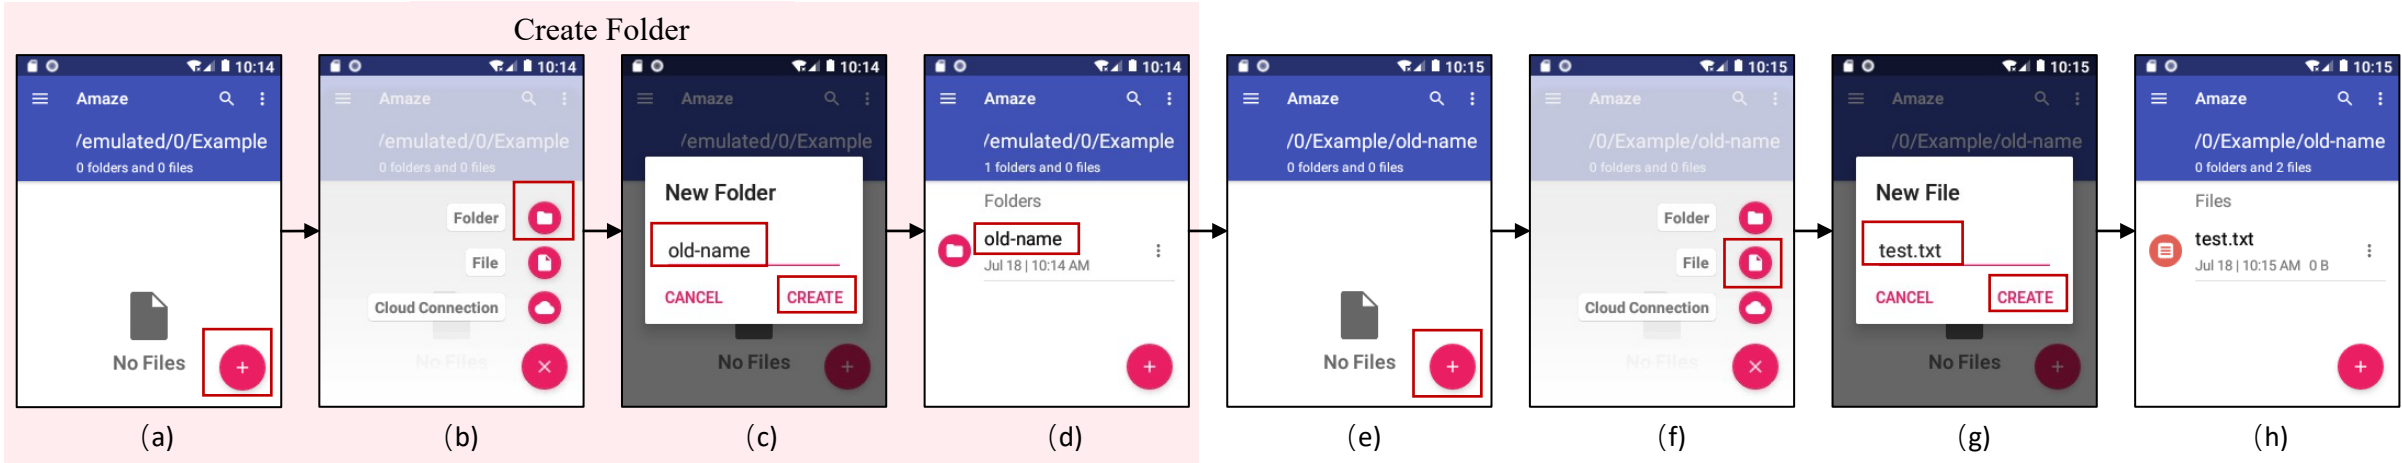 Create Folder
10:14
Amaze
/emulated/0/Example
0 folders and 0 files
No Files
(a)
10:14
Amaze
/emulated/0/Example
0 folders and 0 files
Folder
File
Cloud Connection
No Files
(b)
10:14
Amaze
/emulated/0/Example
New Folder
old-name
CANCEL CREATE
No Files
(c)
10:14
Amaze
/emulated/0/Example
1 folders and 0 files
Folders
old-name
Jul 18 | 10:14 AM
(d)
10:15
Amaze
/0/Example/old-name
0 folders and 0 files
No Files
(e)
10:15
Amaze
/0/Example/old-name
0 folders and 0 files
Folder
File
Cloud Connection
No Files
(f)
10:15
Amaze
/0/Example/old-name
New File
test.txt
CANCEL CREATE
No Files
(g)
10:15
Amaze
/0/Example/old-name
0 folders and 2 files
Files
test.txt
Jul 18 | 10:15 AM 0 B
(h)